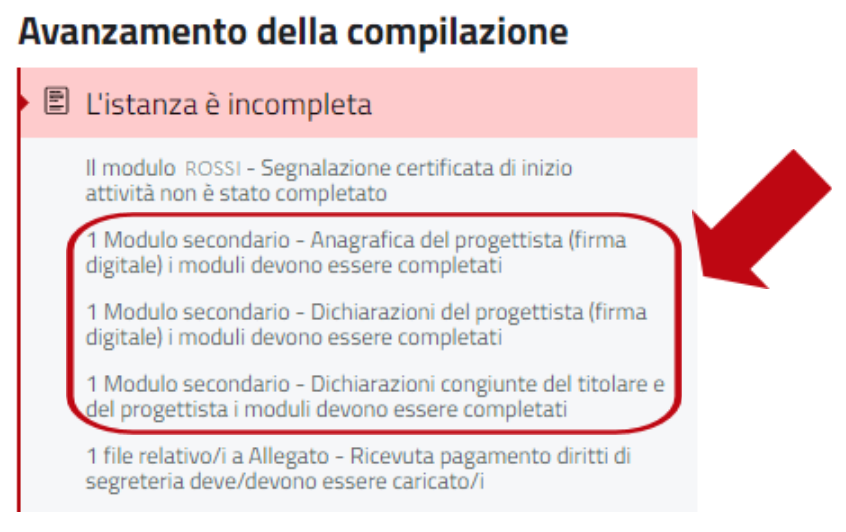 Avanzamento della compilazione
L'istanza è incompleta
Il modulo ROSSI - Segnalazione certificata di inizio
attività non è stato completato
1 Modulo secondario - Anagrafica del progettista (firma
digitale) i moduli devono essere completati
1 Modulo secondario - Dichiarazioni del progettista (firma
digitale) i moduli devono essere completati
1 Modulo secondario - Dichiarazioni congiunte del titolare e
del progettista i moduli devono essere completati
1 file relativo/i a Allegato - Ricevuta pagamento diritti di
segreteria deve/devono essere caricato/i